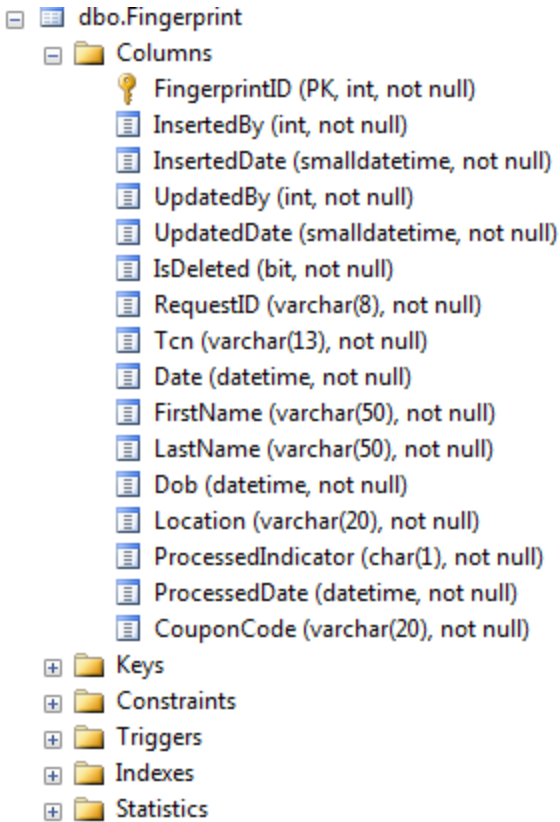 dbo.Fingerprint
Columns
FingerprintID (PK, int, not null)
InsertedBy (int, not null)
InsertedDate (smalldatetime, not null)
UpdatedBy (int, not null)
UpdatedDate (smalldatetime, not null)
IsDeleted (bit, not null)
RequestID (varchar(8), not null)
Tcn (varchar(13), not null)
Date (datetime, not null)
FirstName (varchar(50), not null)
LastName (varchar(50), not null)
Dob (datetime, not null)
Location (varchar(20), not null)
ProcessedIndicator (char(1), not null)
ProcessedDate (datetime, not null)
CouponCode (varchar(20), not null)
Keys
Constraints
Triggers
Indexes
Statistics